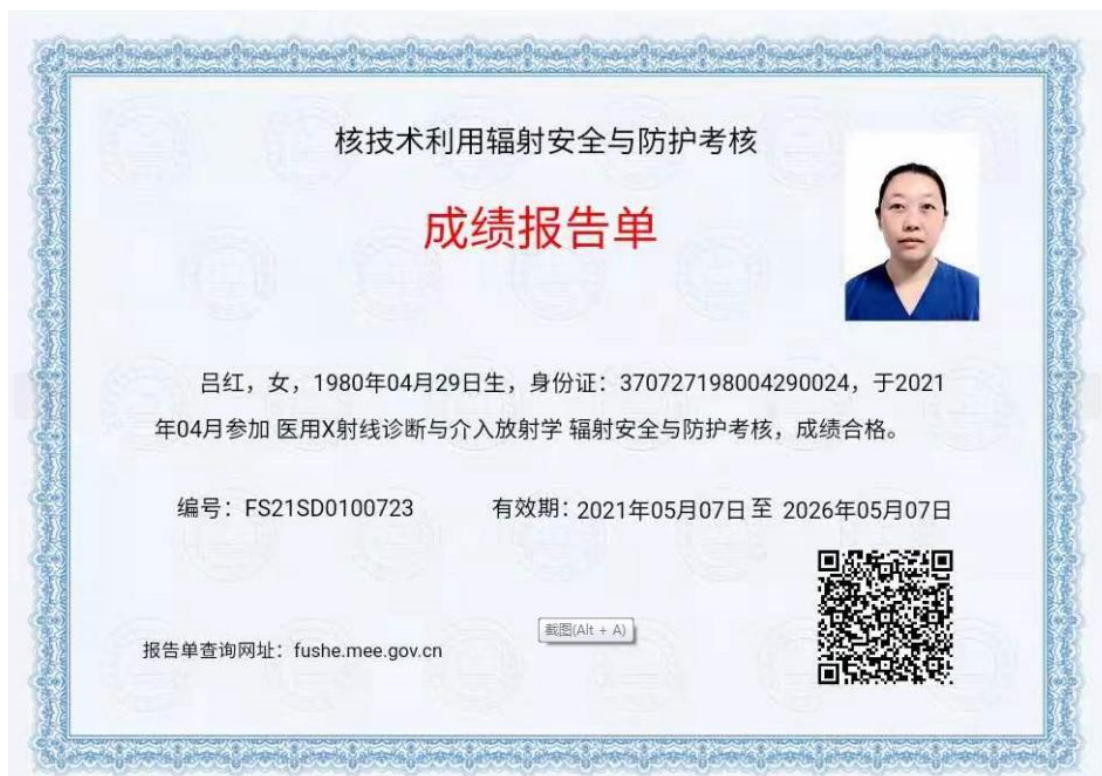 核技术利用辐射安全与防护考核
成绩报告单
吕红，女，1980年04月29日生，身份证：370727198004290024，于2021
年04月参加 医用X射线诊断与介入放射学 辐射安全与防护考核，成绩合格。
编号：FS21SD0100723 有效期：2021年05月07日 至 2026年05月07日
截图(Alt + A)
报告单查询网址：fushe.mee.gov.cn